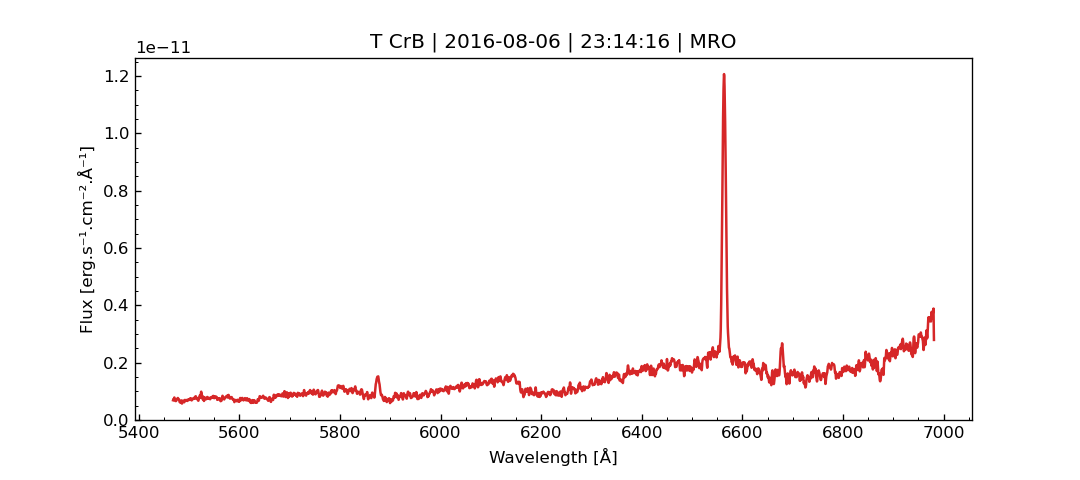 T CrB | 2016-08-06 | 23:14:16 | MRO
1e−11
1.2
1.0
0.8
0.6
0.4
0.2
0.0
Flux [erg.s⁻¹.cm⁻².Å⁻¹]
5400 5600 5800 6000 6200 6400 6600 6800 7000
Wavelength [Å]